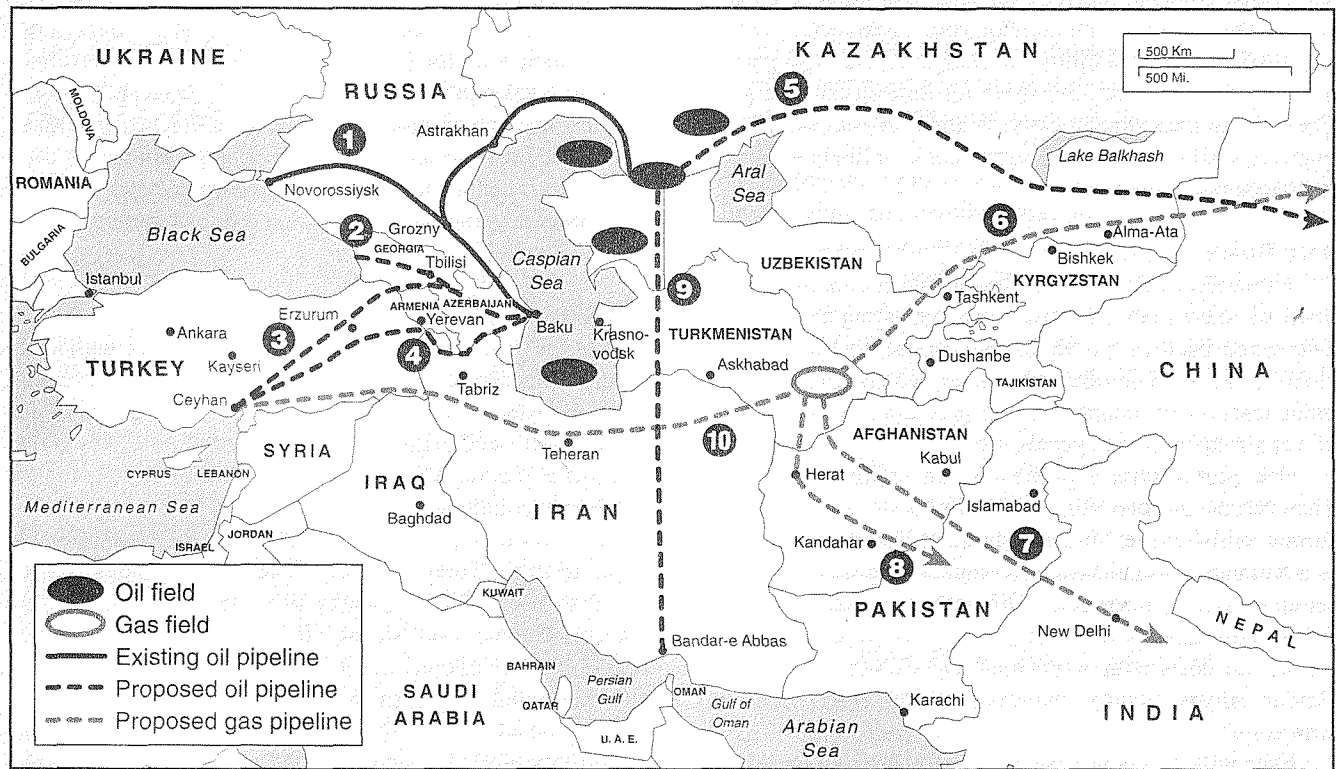 UKRAINE
KAZAKHSTAN
500 Km
500 Mi.
MOLDOVA
RUSSIA
5
Astrakhan
1
Aral
Sea
Lake Balkhash
ROMANIA
Novorossiysk
6
BULGARIA
Black Sea
2
Grozny
GEORGIA
Tbilisi
Caspian
Sea
UZBEKISTAN
Alma-Ata
Bishkek
KYRGYZSTAN
Istanbul
ARMENIA
AZERBAIJAN
Erzurum
Yerevan
Baku
9
Tashkent
Ankara
3
Krasno-
vodsk
TURKMENISTAN
TURKEY
Kayseri
4
Tabriz
Askhabad
Dushanbe
TAJIKISTAN
CHINA
Ceyhan
10
AFGHANISTAN
SYRIA
Teheran
Kabul
CYPRUS
LEBANON
IRAQ
Herat
Islamabad
Mediterranean Sea
Baghdad
IRAN
7
ISRAEL
JORDAN
Kandahar
8
KUWAIT
PAKISTAN
New Delhi
NEPAL
Bandar-e Abbas
BAHRAIN
Persian
Gulf
SAUDI
ARABIA
QATAR
OMAN
Gulf of
Oman
Karachi
INDIA
U. A. E.
Arabian
Sea
Oil field
Gas field
Existing oil pipeline
Proposed oil pipeline
Proposed gas pipeline